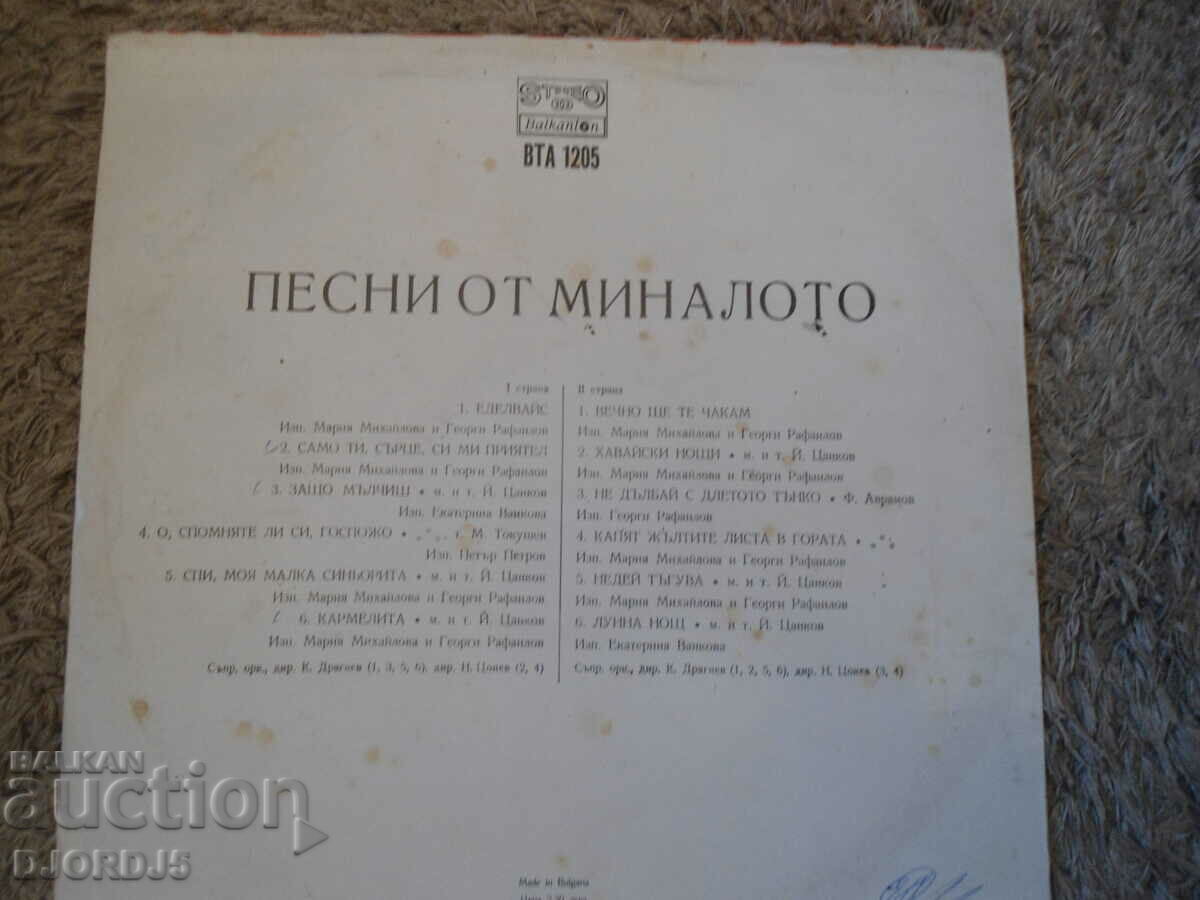 STEREO
Balkanton
ВТА 1205
ПЕСНИ ОТ МИНАЛОТО
I страна
1. ЕДЕЛВАЙС
Изп. Мария Михайлова и Георги Рафаилов
2. САМО ТИ, СЪРЦЕ, СИ МИ ПРИЯТЕЛ
Изп. Мария Михайлова и Георги Рафаилов
3. ЗАЩО МЪЛЧИШ • м. и т. Й. Цанков
Изп. Екатерина Ванкова
4. О, СПОМНЯТЕ ЛИ СИ, ГОСПОЖО • „*„, т. М. Токушев
Изп. Петър Петров
5. СПИ, МОЯ МАЛКА СИНЬОРИТА • м. и т. Й. Цанков
Изп. Мария Михайлова и Георги Рафаилов
6. КАРМЕЛИТА • м. и т. Й. Цанков
Изп. Мария Михайлова и Георги Рафаилов
Съпр. орк., дир. К. Драгнев (1, 3, 5, 6), дир. Н. Цонев (2, 4)
II страна
1. ВЕЧНО ЩЕ ТЕ ЧАКАМ
Изп. Мария Михайлова и Георги Рафаилов
2. ХАВАЙСКИ НОЩИ • м. и т. Й. Цанков
Изп. Мария Михайлова и Георги Рафаилов
3. НЕ ДЪЛБАЙ С ДЛЕТОТО ТЪНКО • Ф. Аврамов
Изп. Георги Рафаилов
4. КАПЯТ ЖЪЛТИТЕ ЛИСТА В ГОРАТА • „*„
Изп. Мария Михайлова и Георги Рафаилов
5. НЕДЕЙ ТЪГУВА • м. и т. Й. Цанков
Изп. Мария Михайлова и Георги Рафаилов
6. ЛУННА НОЩ • м. и т. Й. Цанков
Изп. Екатерина Ванкова
Съпр. орк., дир. К. Драгнев (1, 2, 5, 6), дир. Н. Цонев (3, 4)
Made in Bulgaria
BALKAN
auction
DJORDJ5